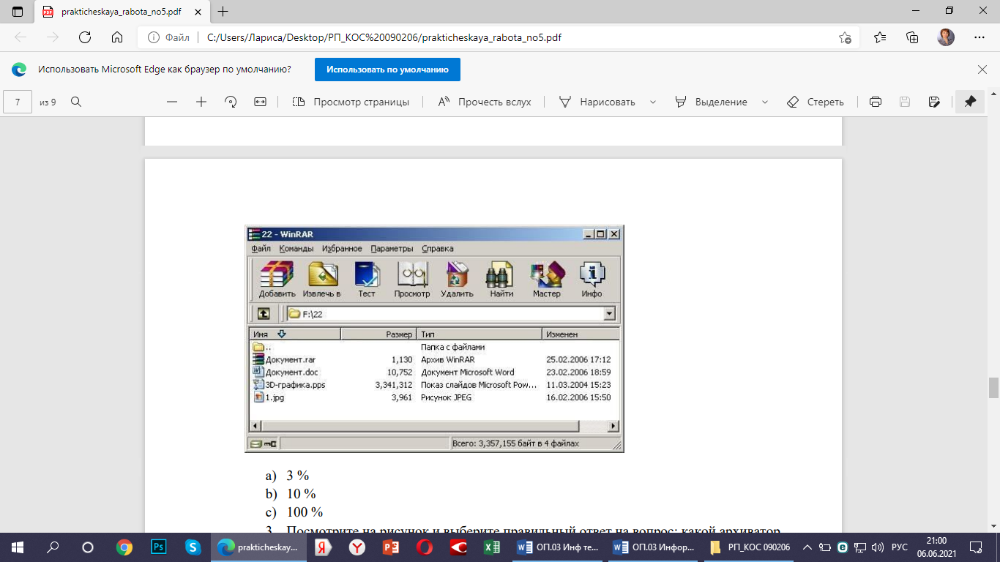 prakticheskaya_rabota_no5.pdf
Файл C:/Users/Лариса/Desktop/РП_КОС%20090206/prakticheskaya_rabota_no5.pdf
Использовать Microsoft Edge как браузер по умолчанию? Использовать по умолчанию
7 из 9 Просмотр страницы Прочесть вслух Нарисовать Выделение Стереть
22 - WinRAR
Файл Команды Избранное Параметры Справка
Добавить Извлечь в Тест Просмотр Удалить Найти Мастер Инфо
F:\22
Имя Размер Тип Изменен
.. Папка с файлами
Документ.rar 1,130 Архив WinRAR 25.02.2006 17:12
Документ.doc 10,752 Документ Microsoft Word 23.02.2006 18:59
3D-графика.pps 3,341,312 Показ слайдов Microsoft Pow... 11.03.2004 15:23
1.jpg 3,961 Рисунок JPEG 16.02.2006 15:50
Всего: 3,357,155 байт в 4 файлах
a) 3 %
b) 10 %
c) 100 %
3. Посмотрите на рисунок и выберите правильный ответ на вопрос: какой архиватор
prakticheskay... ОП.03 Инф те... ОП.03 Инфор... РП_КОС 090206 РУС 21:00
06.06.2021